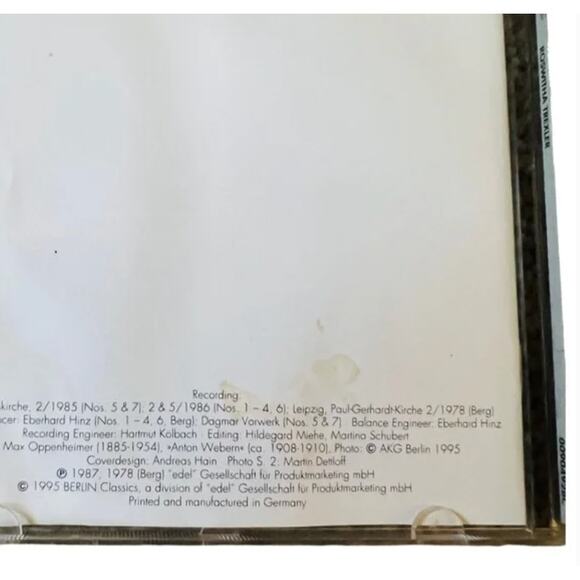 Recording:
kirche, 2/1985 (Nos. 5 & 7); 2 & 5/1986 (Nos. 1 – 4, 6); Leipzig, Paul-Gerhardt-Kirche 2/1978 (Berg)
cer: Eberhard Hinz (Nos. 1 - 4, 6, Berg); Dagmar Vorwerk (Nos. 5 & 7) · Balance Engineer: Eberhard Hinz
Recording Engineer: Hartmut Kölbach · Editing: Hildegard Miehe, Martina Schubert
Max Oppenheimer (1885-1954), »Anton Webern« (ca. 1908-1910), Photo: © AKG Berlin 1995
Coverdesign: Andreas Hain · Photo S. 2: Martin Dettloff
℗ 1987, 1978 (Berg) "edel" Gesellschaft für Produktmarketing mbH
© 1995 BERLIN Classics, a division of "edel" Gesellschaft für Produktmarketing mbH
Printed and manufactured in Germany
ROSWITHA TREXLER